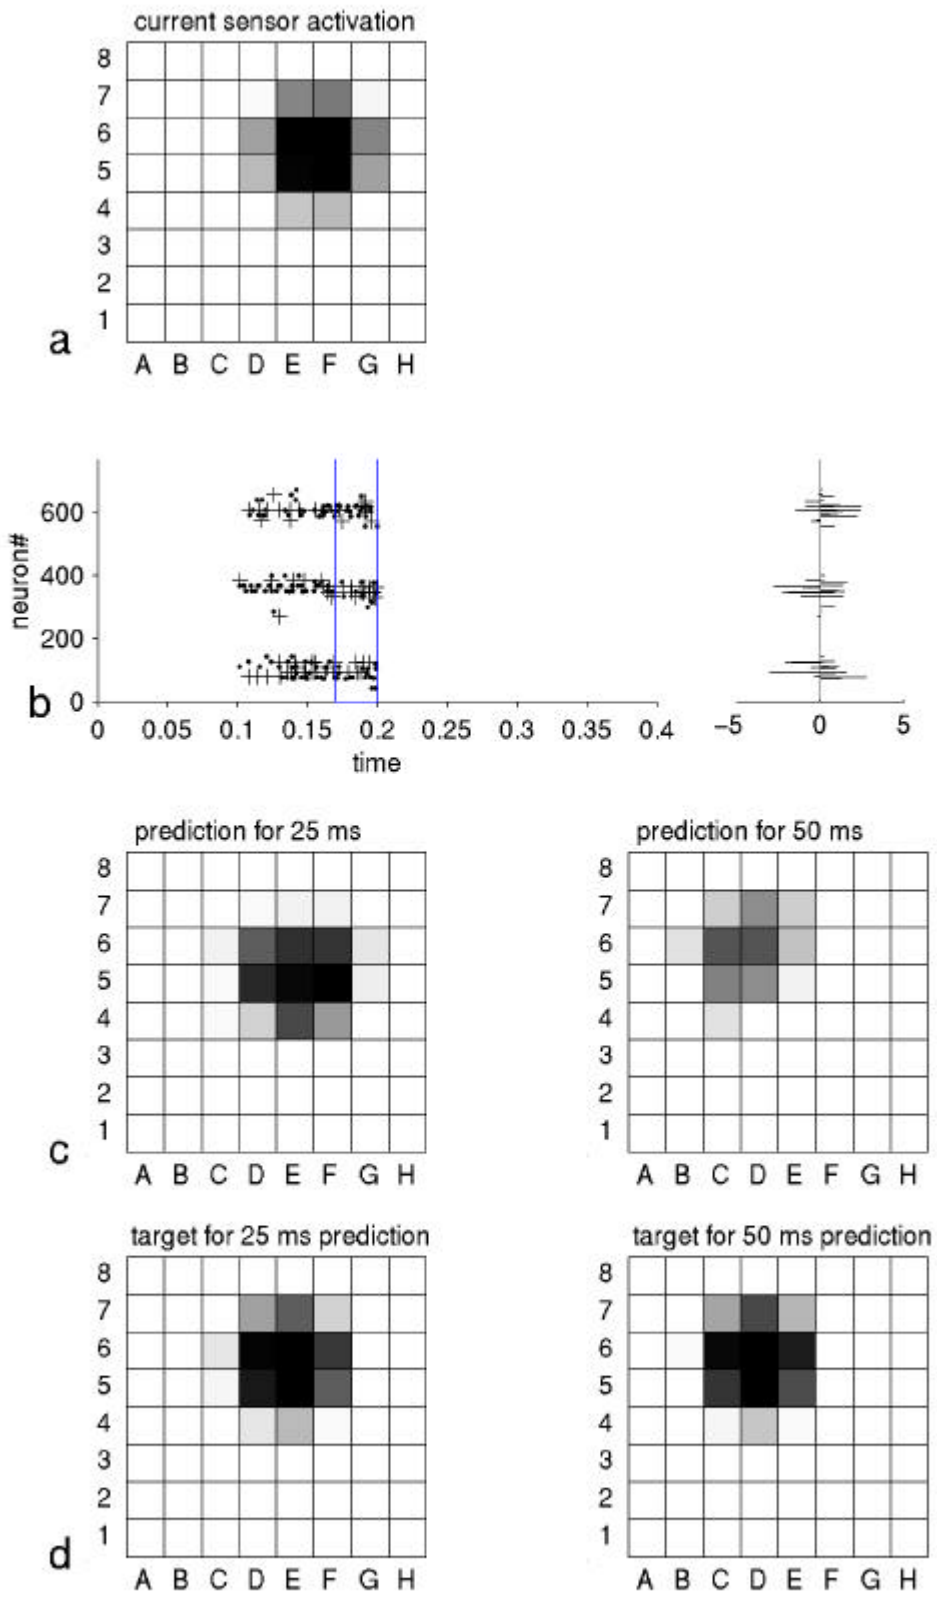 current sensor activation
8
7
6
5
4
3
2
1
a
A B C D E F G H
neuron#
600
400
200
0
b
0 0.05 0.1 0.15 0.2 0.25 0.3 0.35 0.4
time
−5 0 5
prediction for 25 ms
8
7
6
5
4
3
2
1
c
A B C D E F G H
prediction for 50 ms
8
7
6
5
4
3
2
1
A B C D E F G H
target for 25 ms prediction
8
7
6
5
4
3
2
1
d
A B C D E F G H
target for 50 ms prediction
8
7
6
5
4
3
2
1
A B C D E F G H